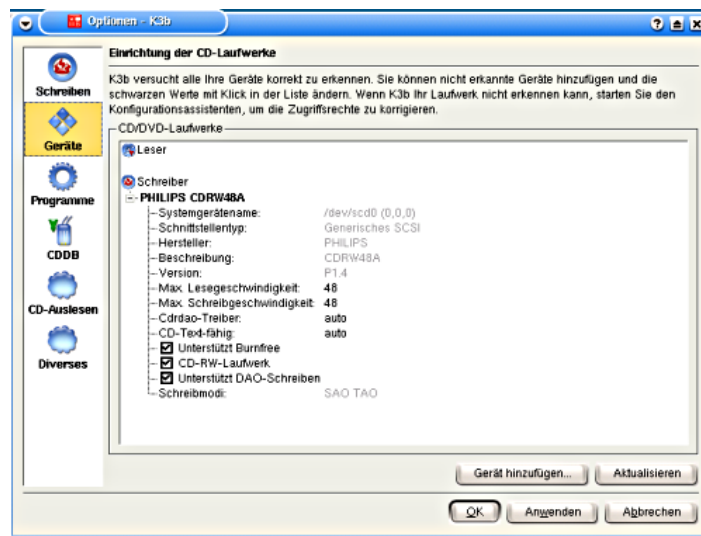 Optionen - K3b
Einrichtung der CD-Laufwerke
K3b versucht alle Ihre Geräte korrekt zu erkennen. Sie können nicht erkannte Geräte hinzufügen und die
schwarzen Werte mit Klick in der Liste ändern. Wenn K3b Ihr Laufwerk nicht erkennen kann, starten Sie den
Konfigurationsassistenten, um die Zugriffsrechte zu korrigieren.
Schreiben
Geräte
Programme
CDDB
CD-Auslesen
Diverses
CD/DVD-Laufwerke
Leser
Schreiber
PHILIPS CDRW48A
Systemgerätename: /dev/scd0 (0,0,0)
Schnittstellentyp: Generisches SCSI
Hersteller: PHILIPS
Beschreibung: CDRW48A
Version: P1.4
Max. Lesegeschwindigkeit: 48
Max. Schreibgeschwindigkeit: 48
Cdrdao-Treiber: auto
CD-Text-fähig: auto
Unterstützt Burnfree
CD-RW-Laufwerk
Unterstützt DAO-Schreiben
Schreibmodi: SAO TAO
Gerät hinzufügen... Aktualisieren
OK Anwenden Abbrechen